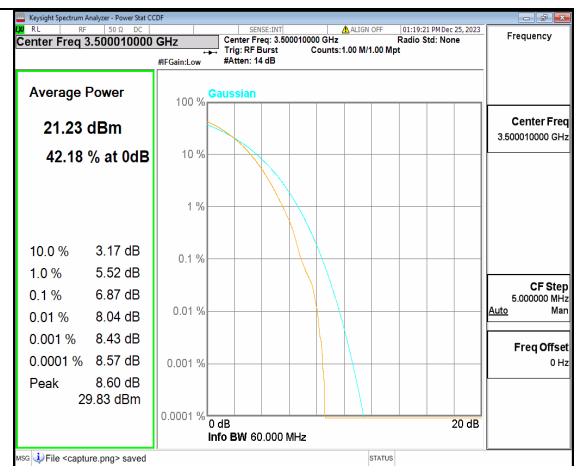 Keysight Spectrum Analyzer - Power Stat CCDF
RL RF 50 Ω DC SENSE:INT ALIGN OFF 01:19:21 PM Dec 25, 2023
Center Freq 3.500010000 GHz
Center Freq: 3.500010000 GHz Radio Std: None
Trig: RF Burst Counts:1.00 M/1.00 Mpt
#IFGain:Low #Atten: 14 dB
Frequency
Average Power
21.23 dBm
42.18 % at 0dB
10.0 % 3.17 dB
1.0 % 5.52 dB
0.1 % 6.87 dB
0.01 % 8.04 dB
0.001 % 8.43 dB
0.0001 % 8.57 dB
Peak 8.60 dB
29.83 dBm
Gaussian
100 %
10 %
1 %
0.1 %
0.01 %
0.001 %
0.0001 %
0 dB 20 dB
Info BW 60.000 MHz
Center Freq
3.500010000 GHz
CF Step
5.000000 MHz
Auto Man
Freq Offset
0 Hz
MSG File <capture.png> saved STATUS